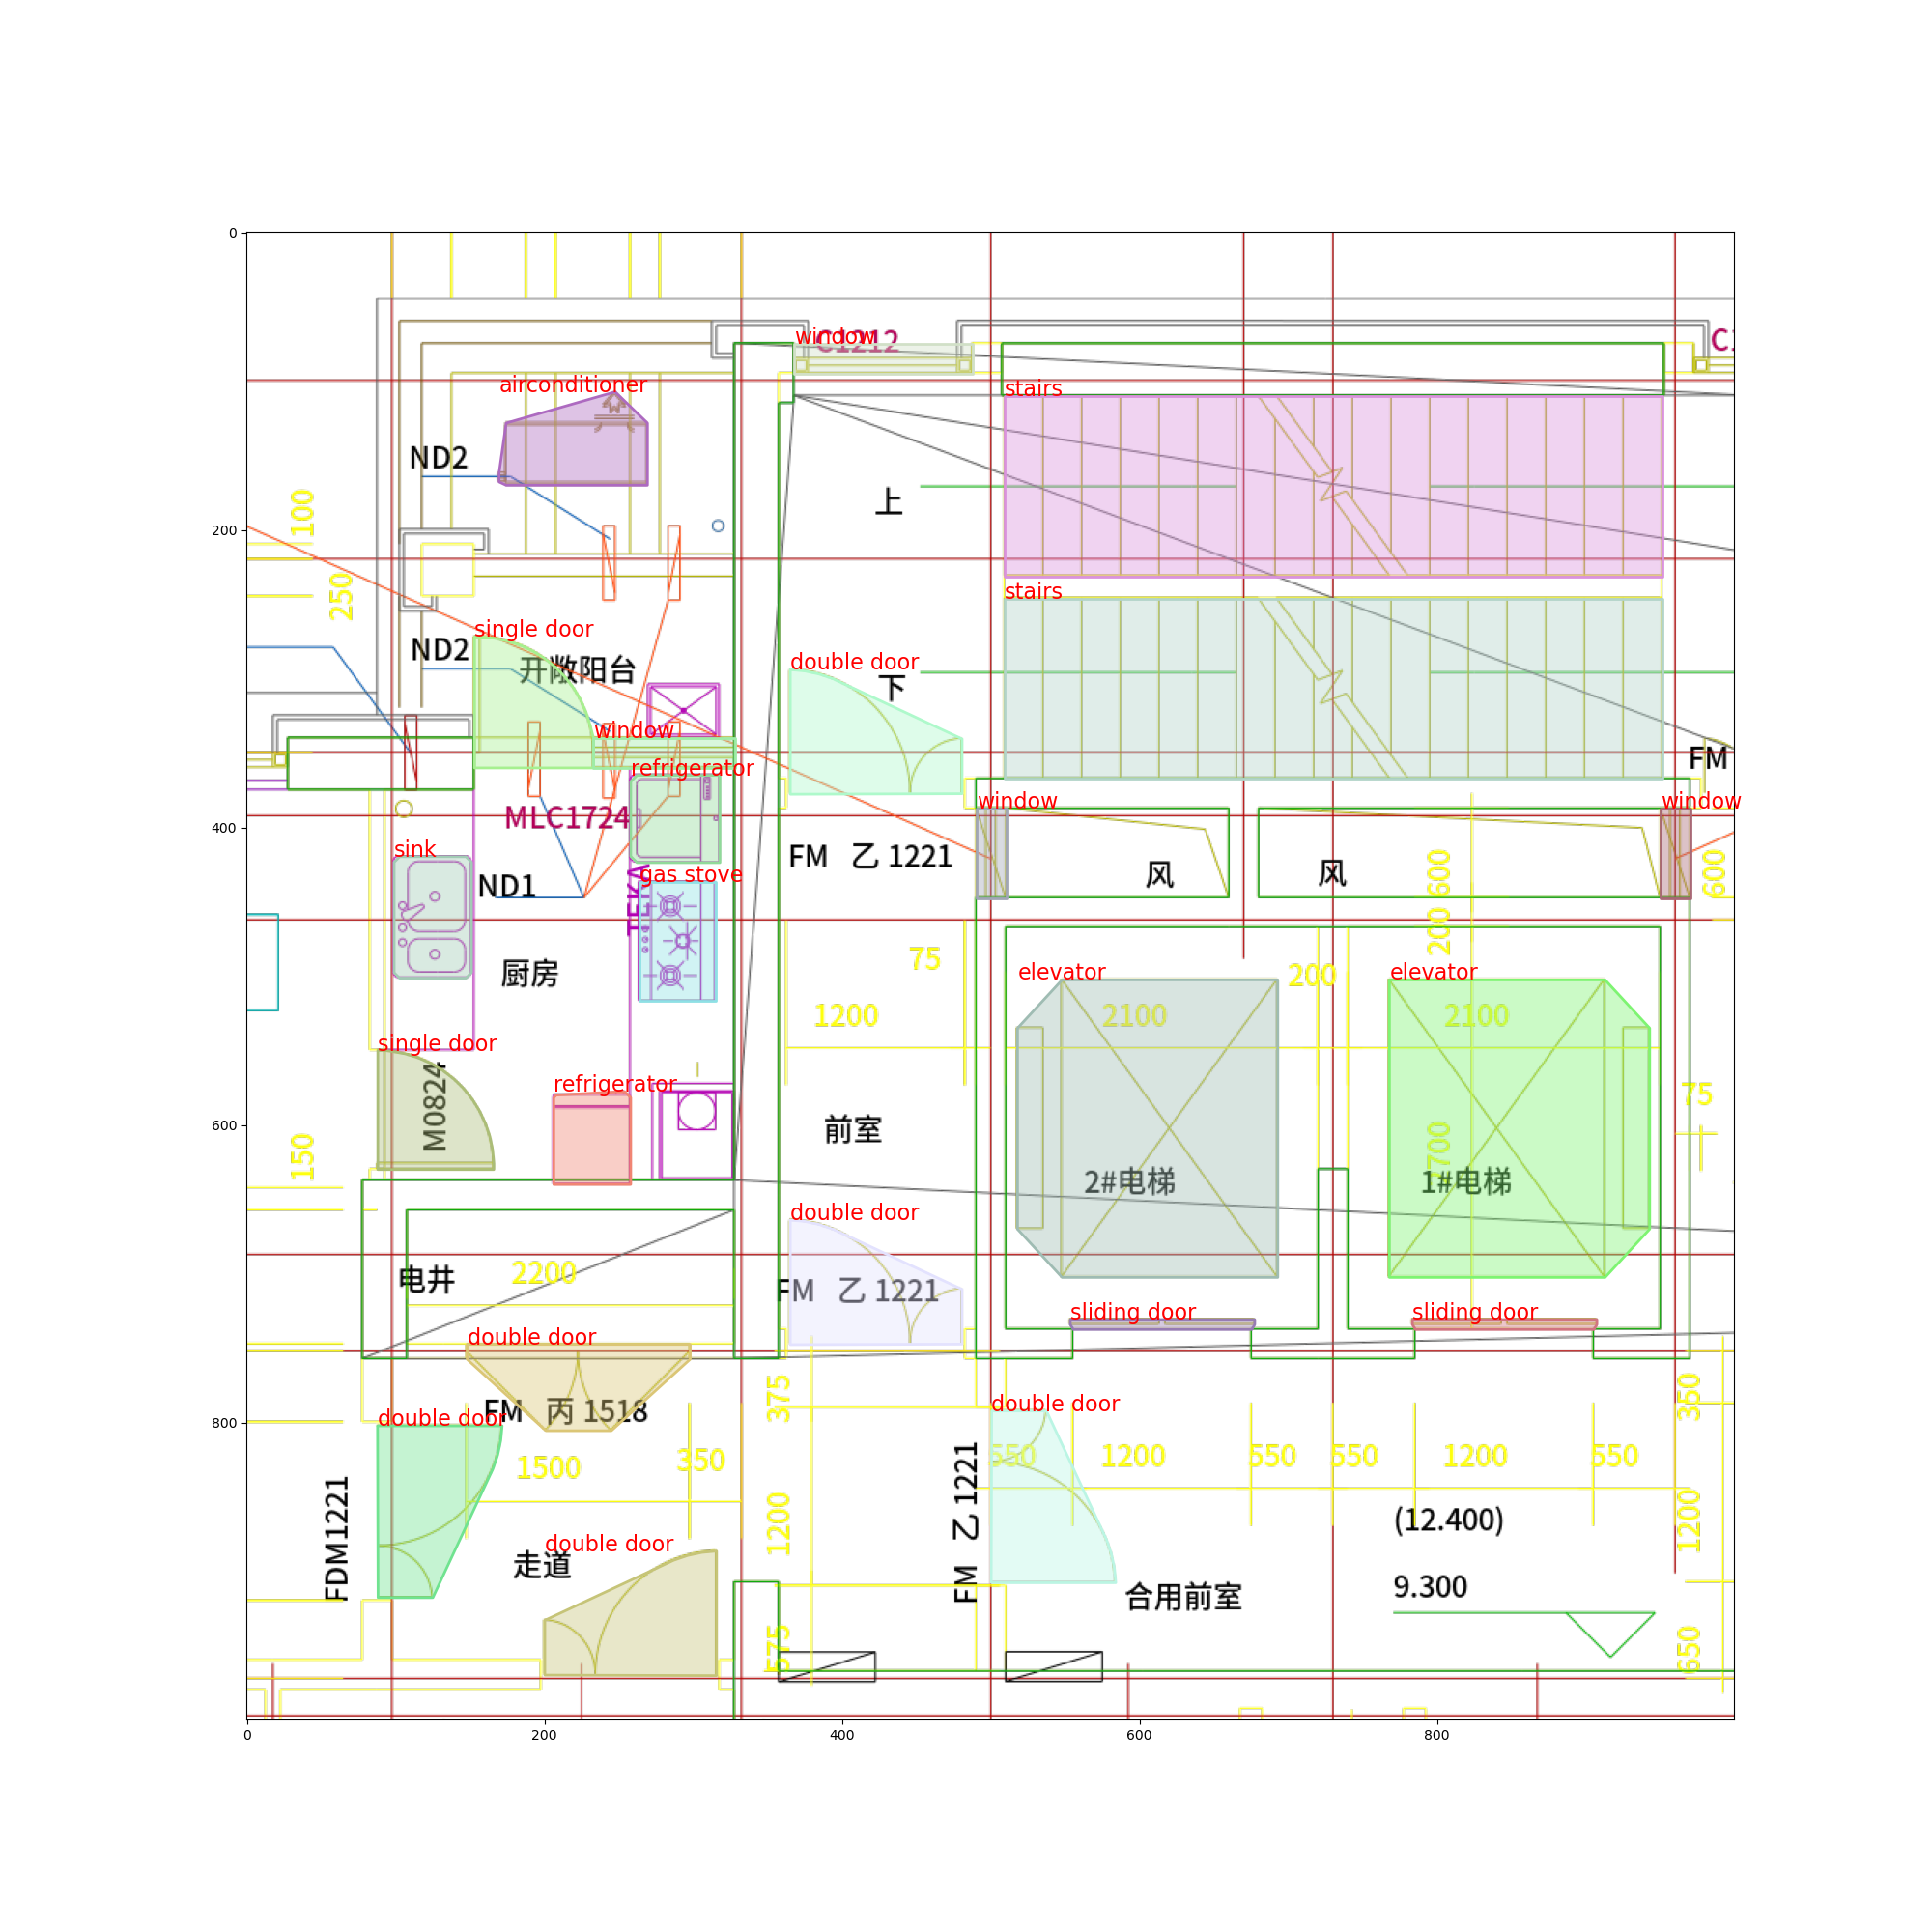 0
window
C1212
C1
airconditioner
stairs
ND2
100
上
200
250
stairs
single door
ND2
开敞阳台
double door
下
window
refrigerator
FM
MLC1724
window
window
400
sink
FM 乙 1221
风
风
600
600
gas stove
ND1
TEKA
200
厨房
75
elevator
200
elevator
1200
2100
2100
single door
M0824
refrigerator
75
600
150
前室
1700
2#电梯
1#电梯
double door
电井
2200
FM 乙 1221
sliding door
sliding door
double door
375
350
FM 丙 1518
double door
double door
800
550
1200
550
550
1200
550
1500
350
FDM1221
1200
FM 乙 1221
(12.400)
1200
double door
走道
9.300
合用前室
575
650
0
200
400
600
800